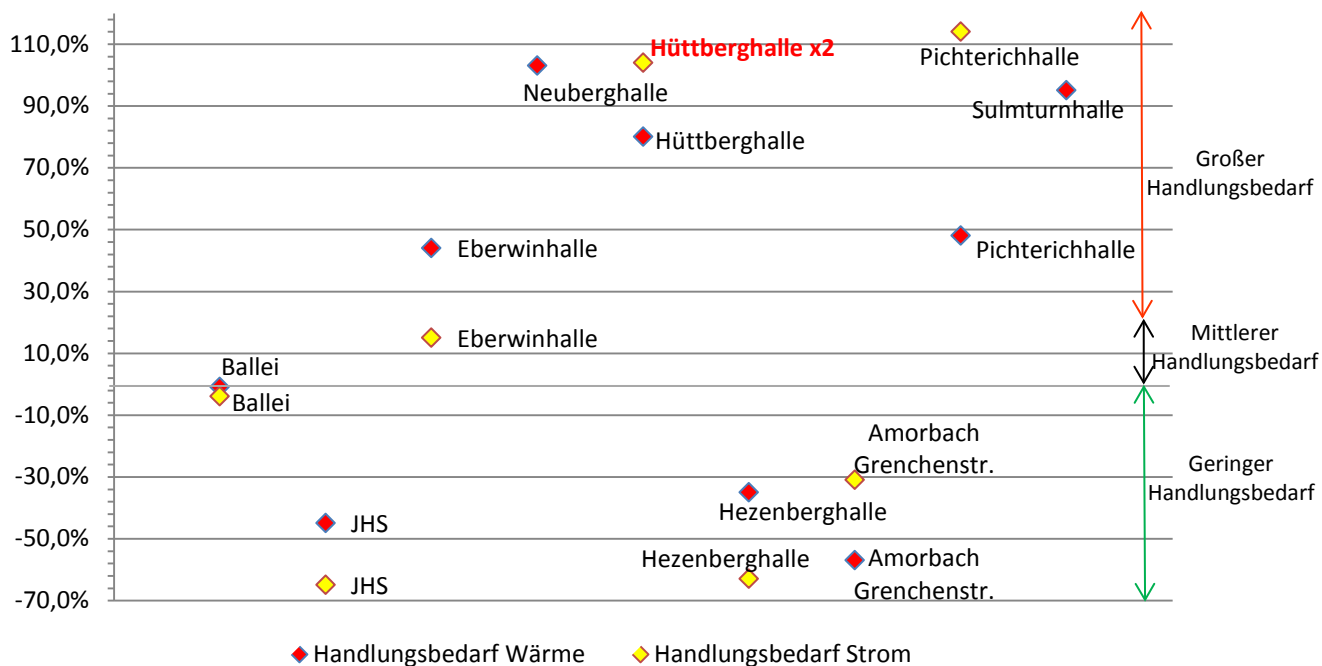 110,0%
90,0%
70,0%
50,0%
30,0%
10,0%
-10,0%
-30,0%
-50,0%
-70,0%
Hüttberghalle x2
Pichterichhalle
Neuberghalle
Sulmturnhalle
Hüttberghalle
Eberwinhalle
Pichterichhalle
Eberwinhalle
Ballei
Ballei
Amorbach
Grenchenstr.
Hezenberghalle
JHS
Hezenberghalle
Amorbach
Grenchenstr.
JHS
Großer
Handlungsbedarf
Mittlerer
Handlungsbedarf
Geringer
Handlungsbedarf
Handlungsbedarf Wärme
Handlungsbedarf Strom